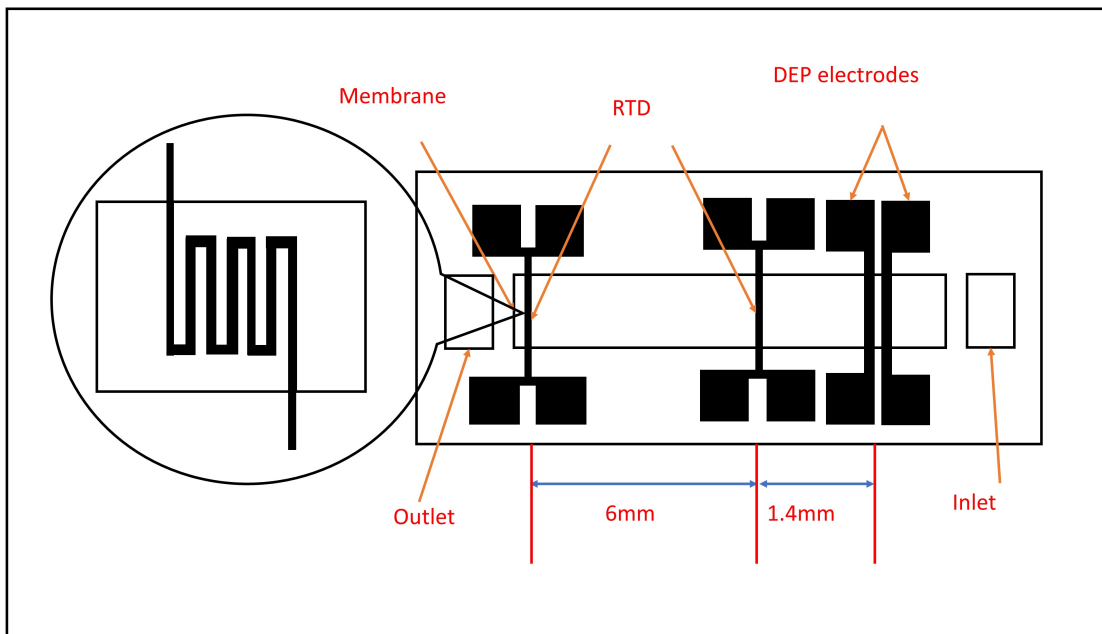 DEP electrodes
Membrane
RTD
Outlet
6mm
1.4mm
Inlet